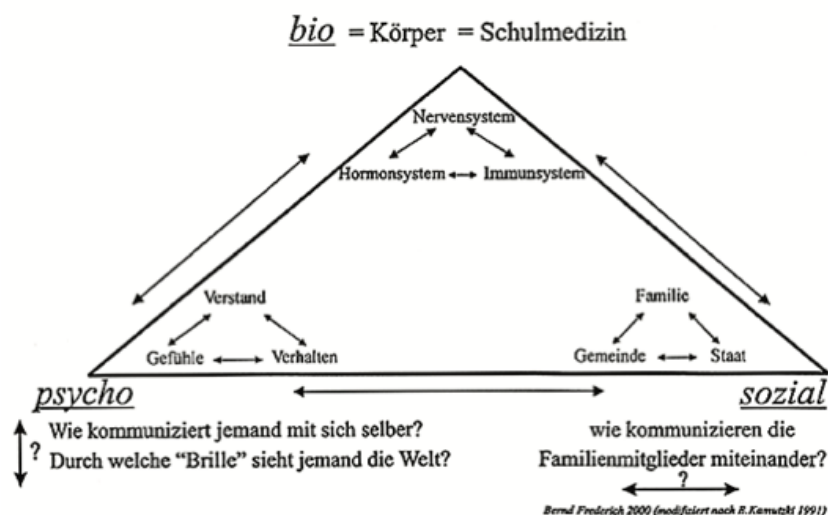 bio = Körper = Schulmedizin
Nervensystem
Hormonsystem Immunsystem
Verstand
Gefühle Verhalten
Familie
Gemeinde Staat
psycho
sozial
Wie kommuniziert jemand mit sich selber?
? Durch welche "Brille" sieht jemand die Welt?
wie kommunizieren die
Familienmitglieder miteinander?
?
Bernd Frederich 2000 (modifiziert nach B.Kamutzki 1991)